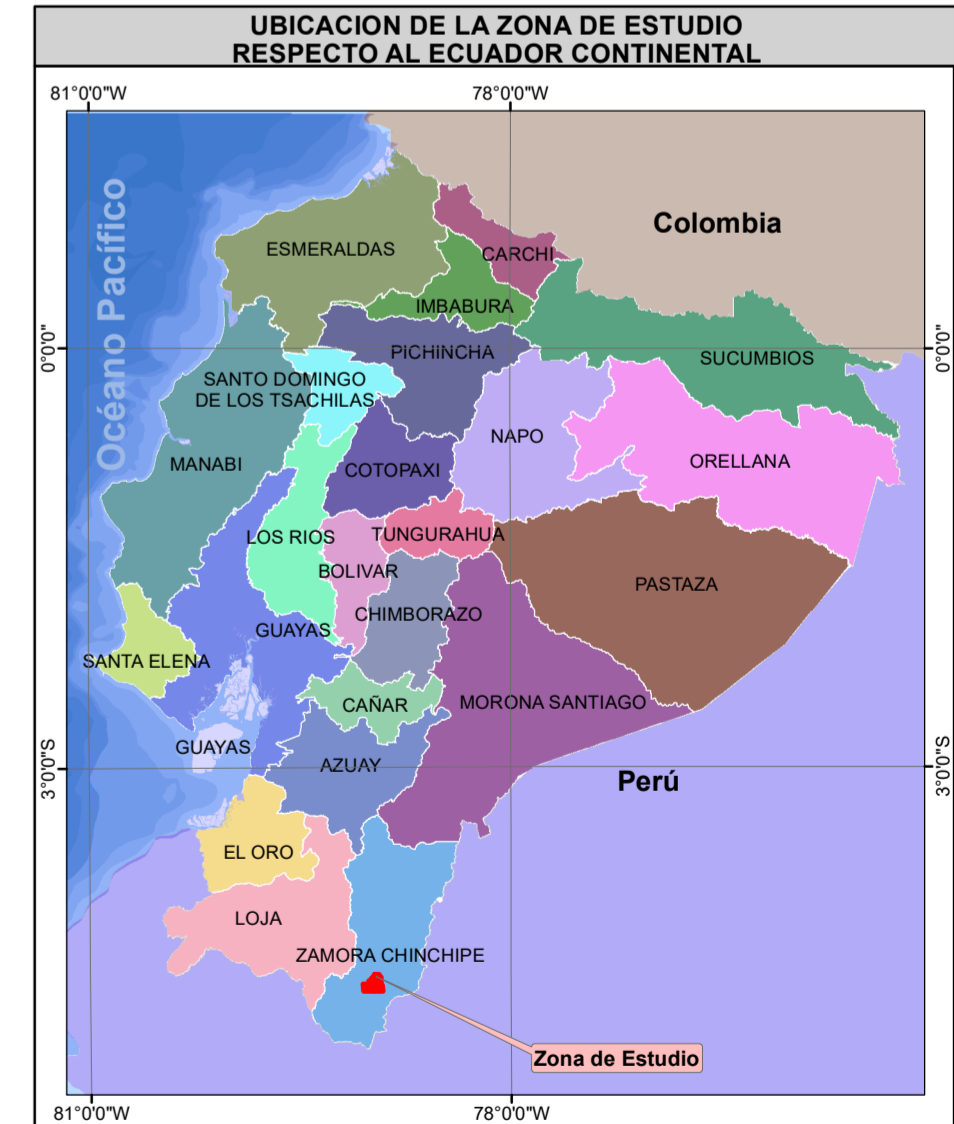 UBICACION DE LA ZONA DE ESTUDIO
RESPECTO AL ECUADOR CONTINENTAL
81°0'0"W
78°0'0"W
Océano Pacífico
Colombia
ESMERALDAS
CARCHI
IMBABURA
0°0'0"
PICHINCHA
0°0'0"
SUCUMBIOS
SANTO DOMINGO
DE LOS TSACHILAS
NAPO
MANABI
COTOPAXI
ORELLANA
LOS RIOS
TUNGURAHUA
BOLIVAR
PASTAZA
CHIMBORAZO
GUAYAS
SANTA ELENA
CAÑAR
MORONA SANTIAGO
GUAYAS
AZUAY
3°0'0"S
Perú
3°0'0"S
EL ORO
LOJA
ZAMORA CHINCHIPE
Zona de Estudio
81°0'0"W
78°0'0"W